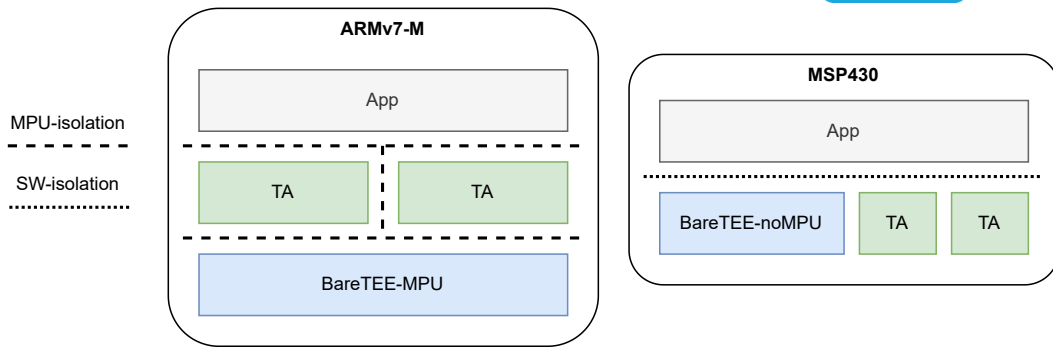 MPU-isolation
SW-isolation
ARMv7-M
App
TA
TA
BareTEE-MPU
MSP430
App
BareTEE-noMPU
TA
TA